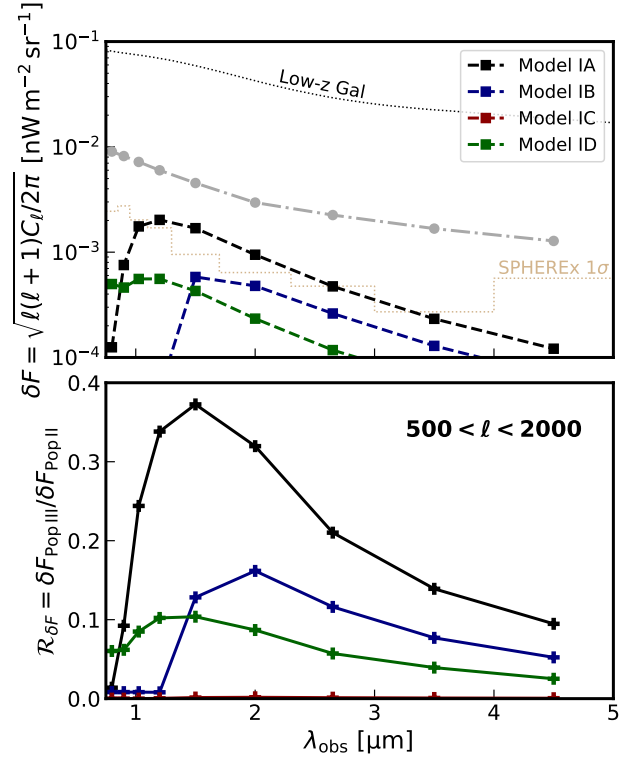 δF = √ℓ(ℓ + 1)Cℓ/2π [nW m⁻² sr⁻¹]
10⁻¹
10⁻²
10⁻³
10⁻⁴
Low-z Gal
Model IA
Model IB
Model IC
Model ID
SPHEREx 1σ
ℛ_δF = δF_Pop III/δF_Pop II
0.4
0.3
0.2
0.1
0.0
500 < ℓ < 2000
1
2
3
4
5
λ_obs [μm]